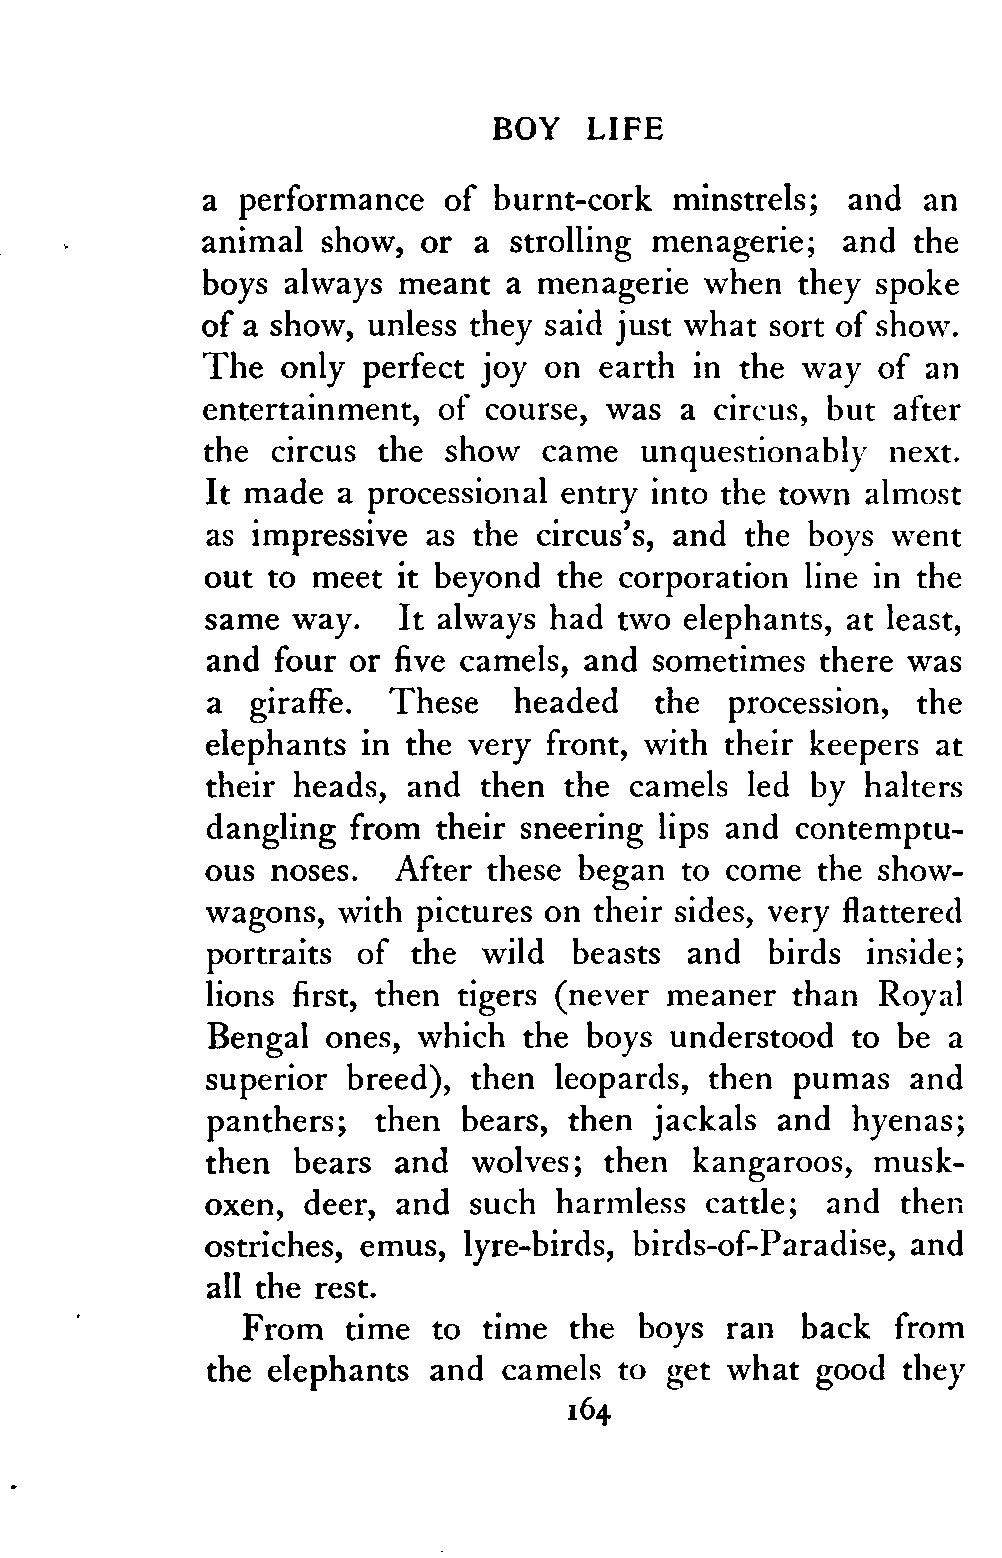 BOY LIFE
a performance of burnt-cork minstrels; and an
animal show, or a strolling menagerie; and the
boys always meant a menagerie when they spoke
of a show, unless they said just what sort of show.
The only perfect joy on earth in the way of an
entertainment, of course, was a circus, but after
the circus the show came unquestionably next.
It made a processional entry into the town almost
as impressive as the circus's, and the boys went
out to meet it beyond the corporation line in the
same way. It always had two elephants, at least,
and four or five camels, and sometimes there was
a giraffe. These headed the procession, the
elephants in the very front, with their keepers at
their heads, and then the camels led by halters
dangling from their sneering lips and contemptu-
ous noses. After these began to come the show-
wagons, with pictures on their sides, very flattered
portraits of the wild beasts and birds inside;
lions first, then tigers (never meaner than Royal
Bengal ones, which the boys understood to be a
superior breed), then leopards, then pumas and
panthers; then bears, then jackals and hyenas;
then bears and wolves; then kangaroos, musk-
oxen, deer, and such harmless cattle; and then
ostriches, emus, lyre-birds, birds-of-Paradise, and
all the rest.
From time to time the boys ran back from
the elephants and camels to get what good they
164